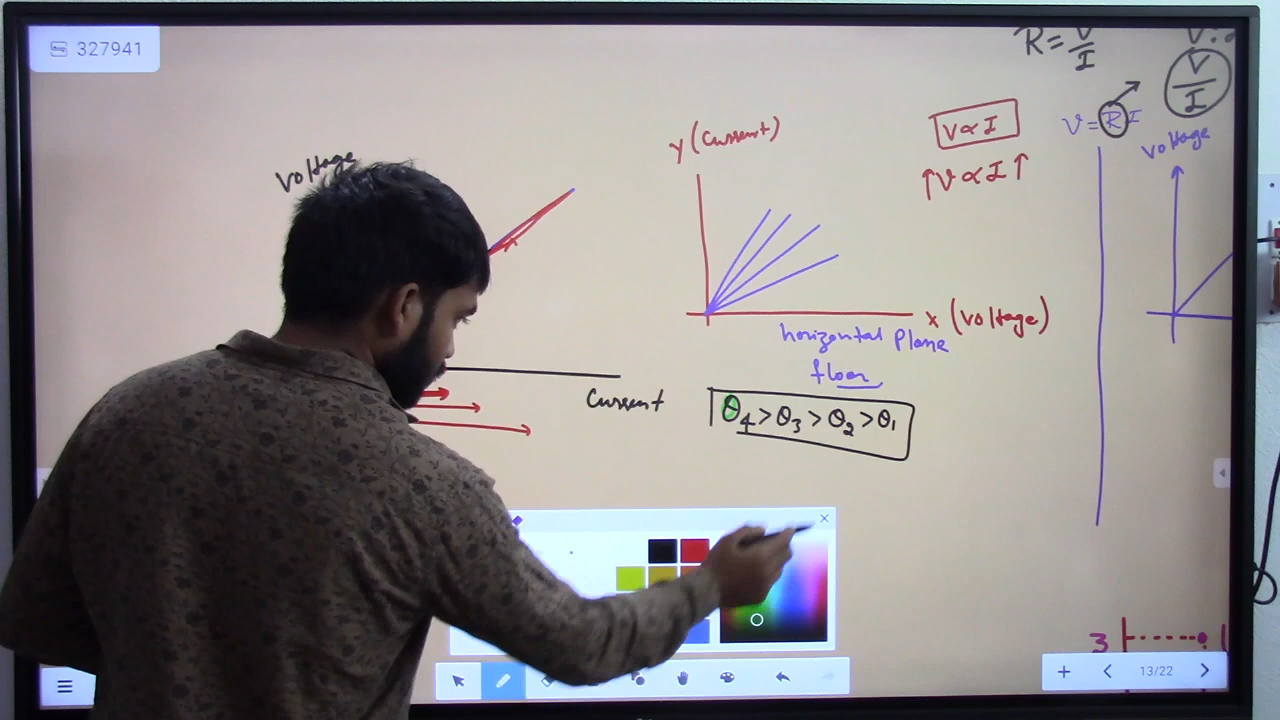 327941
R = V/I
V/I
V = RI
Voltage
Voltage
Current
y (Current)
x (Voltage)
horizontal Plane
floor
θ4 > θ3 > θ2 > θ1
V ∝ I
↑V ∝ I↑
3
13/22